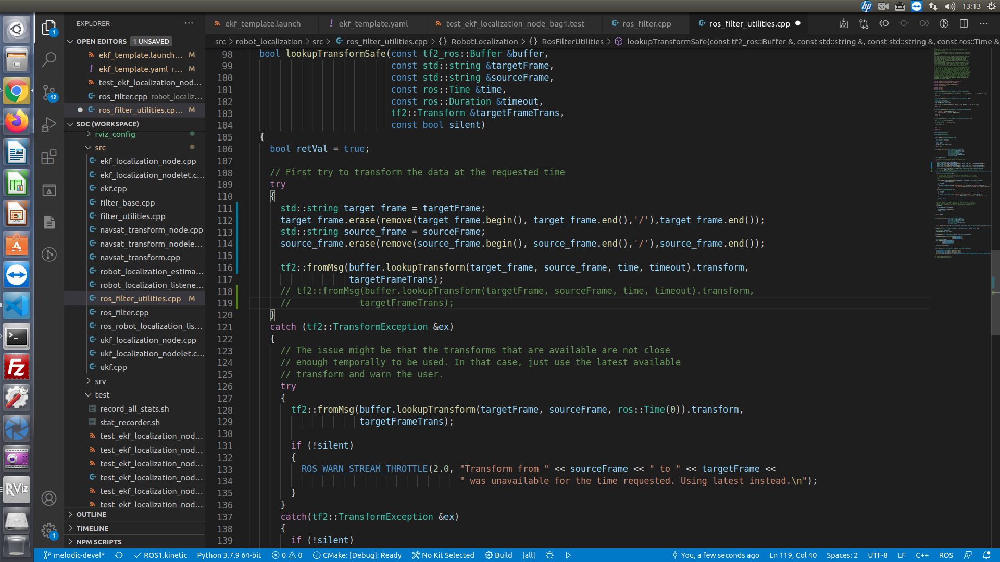 13:13
EXPLORER
OPEN EDITORS 1 UNSAVED
ekf_template.launch... M
ekf_template.yaml r... M
test_ekf_localization_nod...
ros_filter.cpp robot_localiz...
ros_filter_utilities.cp... M
SDC (WORKSPACE)
rviz_config
src
ekf_localization_node.cpp
ekf_localization_nodelet.c...
ekf.cpp
filter_base.cpp
filter_utilities.cpp
navsat_transform_node.cpp
navsat_transform_nodele...
navsat_transform.cpp
robot_localization_estima...
robot_localization_listene...
ros_filter_utilities.cpp M
ros_filter.cpp
ros_robot_localization_lis...
ukf_localization_node.cpp
ukf_localization_nodelet.c...
ukf.cpp
srv
test
record_all_stats.sh
stat_recorder.sh
test_ekf_localization_nod...
test_ekf_localization_nod...
test_ekf_localization_nod...
test_ekf_localization_nod...
test_ekf_localization_nod...
test_ekf_localization_nod...
OUTLINE
TIMELINE
NPM SCRIPTS
1
12
1
hp
Fz
RViz
ekf_template.launch
ekf_template.yaml
test_ekf_localization_node_bag1.test
ros_filter.cpp
ros_filter_utilities.cpp
src > robot_localization > src > ros_filter_utilities.cpp > {} RobotLocalization > {} RosFilterUtilities > lookupTransformSafe(const tf2_ros::Buffer &, const std::string &, const std::string &, const ros::Time &
98 bool lookupTransformSafe(const tf2_ros::Buffer &buffer,
99 const std::string &targetFrame,
100 const std::string &sourceFrame,
101 const ros::Time &time,
102 const ros::Duration &timeout,
103 tf2::Transform &targetFrameTrans,
104 const bool silent)
105 {
106 bool retVal = true;
107
108 // First try to transform the data at the requested time
109 try
110 {
111 std::string target_frame = targetFrame;
112 target_frame.erase(remove(target_frame.begin(), target_frame.end(),'/'),target_frame.end());
113 std::string source_frame = sourceFrame;
114 source_frame.erase(remove(source_frame.begin(), source_frame.end(),'/'),source_frame.end());
115
116 tf2::fromMsg(buffer.lookupTransform(target_frame, source_frame, time, timeout).transform,
117 targetFrameTrans);
118 // tf2::fromMsg(buffer.lookupTransform(targetFrame, sourceFrame, time, timeout).transform,
119 // targetFrameTrans);
120 }
121 catch (tf2::TransformException &ex)
122 {
123 // The issue might be that the transforms that are available are not close
124 // enough temporally to be used. In that case, just use the latest available
125 // transform and warn the user.
126 try
127 {
128 tf2::fromMsg(buffer.lookupTransform(targetFrame, sourceFrame, ros::Time(0)).transform,
129 targetFrameTrans);
130
131 if (!silent)
132 {
133 ROS_WARN_STREAM_THROTTLE(2.0, "Transform from " << sourceFrame << " to " << targetFrame <<
134 " was unavailable for the time requested. Using latest instead.\n");
135 }
136 }
137 catch(tf2::TransformException &ex)
138 {
139 if (!silent)
melodic-devel* ROS1.kinetic Python 3.7.9 64-bit 0 0 CMake: [Debug]: Ready No Kit Selected Build [all] You, a few seconds ago Ln 119, Col 40 Spaces: 2 UTF-8 LF C++ ROS